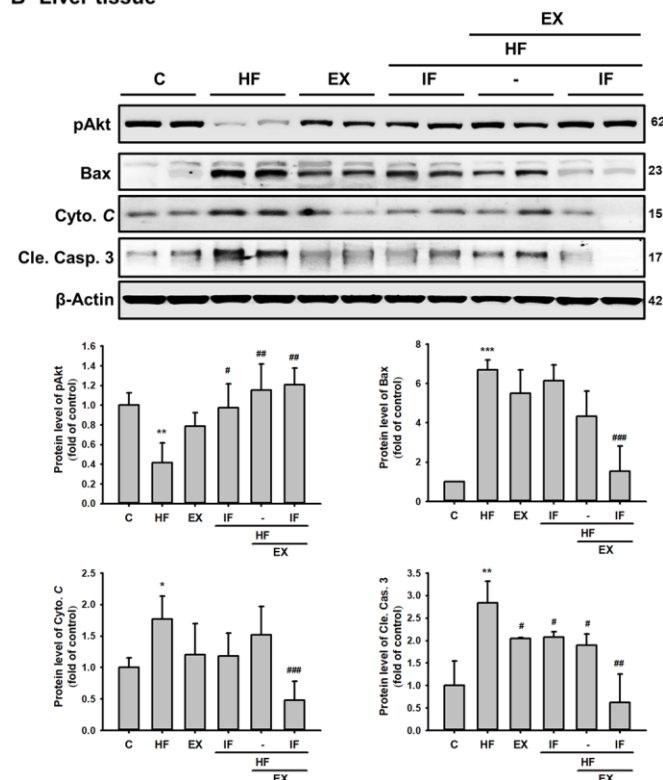 B Liver tissue
EX
HF
C HF EX IF - IF
pAkt 62
Bax 23
Cyto. C 15
Cle. Casp. 3 17
β-Actin 42
Protein level of pAkt
(fold of control)
1.6
1.4
1.2
1.0
0.8
0.6
0.4
0.2
0.0
**
#
##
##
C HF EX IF - IF
HF
EX
Protein level of Bax
(fold of control)
8
6
4
2
0
***
###
C HF EX IF - IF
HF
EX
Protein level of Cyto. C
(fold of control)
2.5
2.0
1.5
1.0
0.5
0.0
*
###
C HF EX IF - IF
HF
EX
Protein level of Cle. Cas. 3
(fold of control)
3.5
3.0
2.5
2.0
1.5
1.0
0.5
0.0
**
#
#
#
##
C HF EX IF - IF
HF
EX